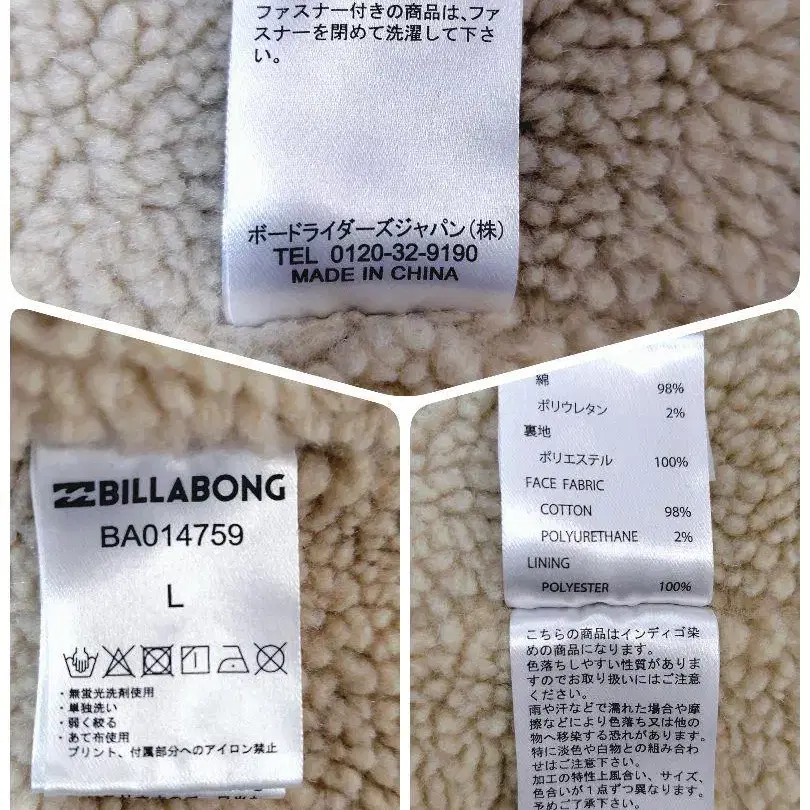 ファスナー付きの商品は、ファ
スナーを閉めて洗濯して下さ
い。
ボードライダーズジャパン(株)
TEL 0120-32-9190
MADE IN CHINA
BILLABONG
BA014759
L
・無蛍光洗剤使用
・単独洗い
・弱く絞る
・あて布使用
プリント、付属部分へのアイロン禁止
綿 98%
ポリウレタン 2%
裏地
ポリエステル 100%
FACE FABRIC
COTTON 98%
POLYURETHANE 2%
LINING
POLYESTER 100%
こちらの商品はインディゴ染
めの商品になります。
色落ちしやすい性質がありま
すのでお取り扱いにはご注意
ください。
雨や汗などで濡れた場合や摩
擦などにより色落ち又は他の
物へ移染する恐れがあります。
特に淡色や白物との組み合わ
せはご注意下さい。
加工の特性上風合い、サイズ、
色合いが1点ずつ異なります。
予めご了承下さい。